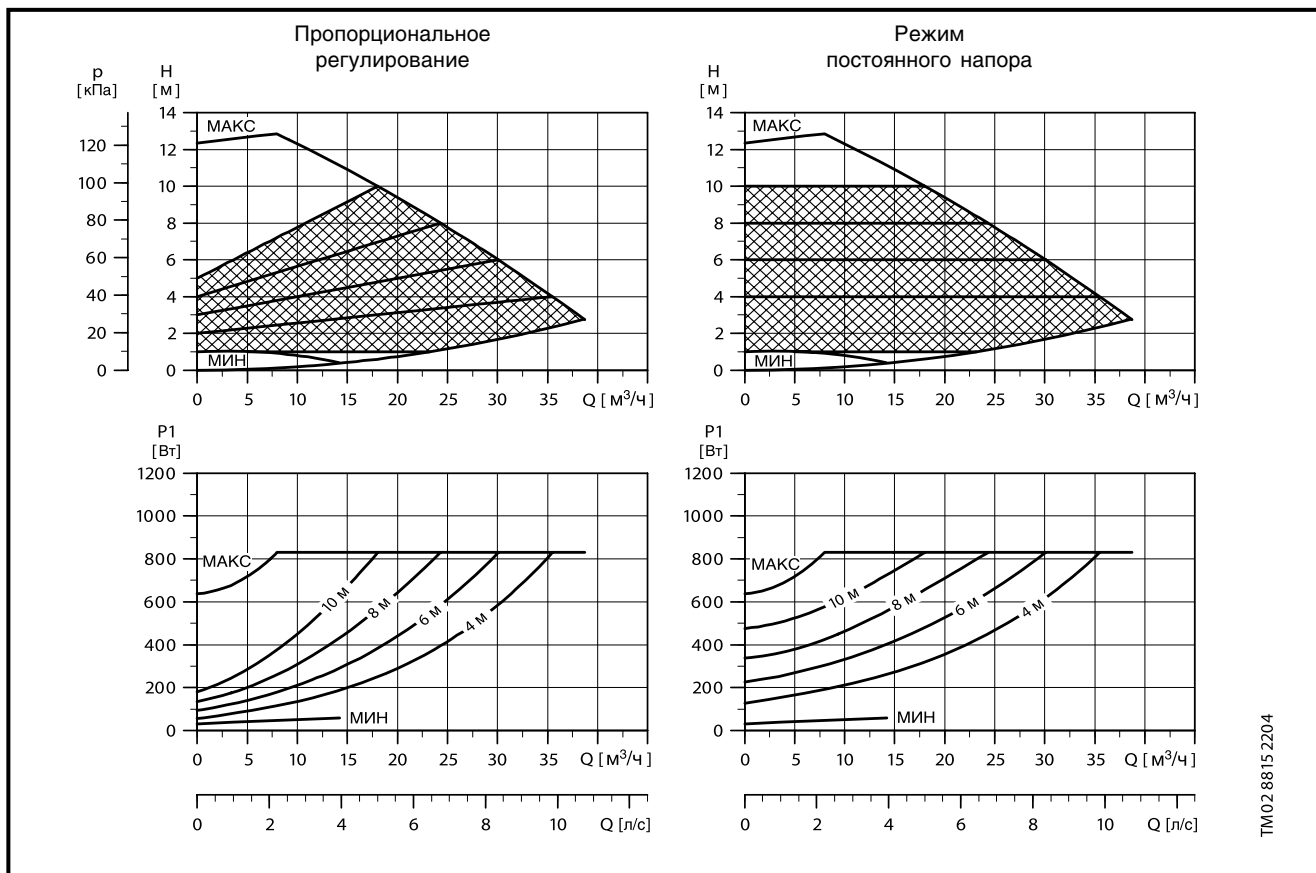 Пропорциональное
регулирование
Режим
постоянного напора
p
[кПа]
H
[м]
H
[м]
14
12
10
8
6
4
2
0
120
100
80
60
40
20
0
МАКС
МИН
0 5 10 15 20 25 30 35 Q [м³/ч]
14
12
10
8
6
4
2
0
МАКС
МИН
0 5 10 15 20 25 30 35 Q [м³/ч]
P1
[Вт]
1200
1000
800
600
400
200
0
МАКС
10 м
8 м
6 м
4 м
МИН
0 5 10 15 20 25 30 35 Q [м³/ч]
0 2 4 6 8 10 Q [л/с]
P1
[Вт]
1200
1000
800
600
400
200
0
МАКС
10 м
8 м
6 м
4 м
МИН
0 5 10 15 20 25 30 35 Q [м³/ч]
0 2 4 6 8 10 Q [л/с]
TM02 8815 2204